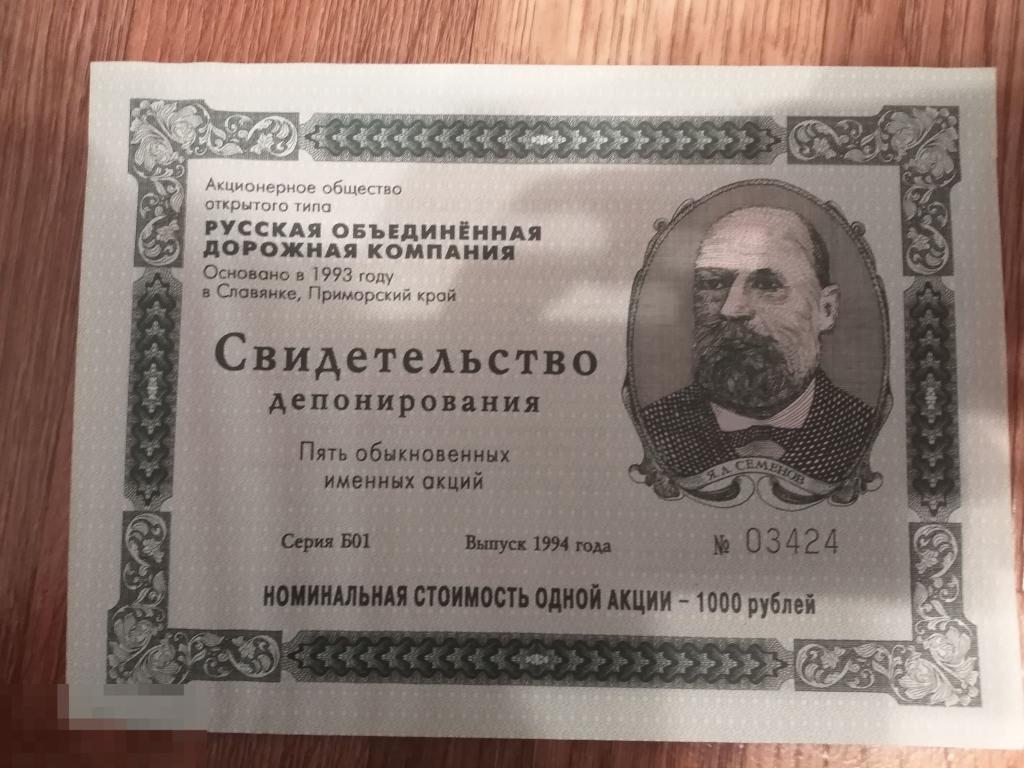 Акционерное общество
открытого типа
РУССКАЯ ОБЪЕДИНЁННАЯ
ДОРОЖНАЯ КОМПАНИЯ
Основано в 1993 году
в Славянке, Приморский край
Свидетельство
депонирования
Пять обыкновенных
именных акций
Я.Л. СЕМЕНОВ
Серия Б01 Выпуск 1994 года № 03424
НОМИНАЛЬНАЯ СТОИМОСТЬ ОДНОЙ АКЦИИ – 1000 рублей